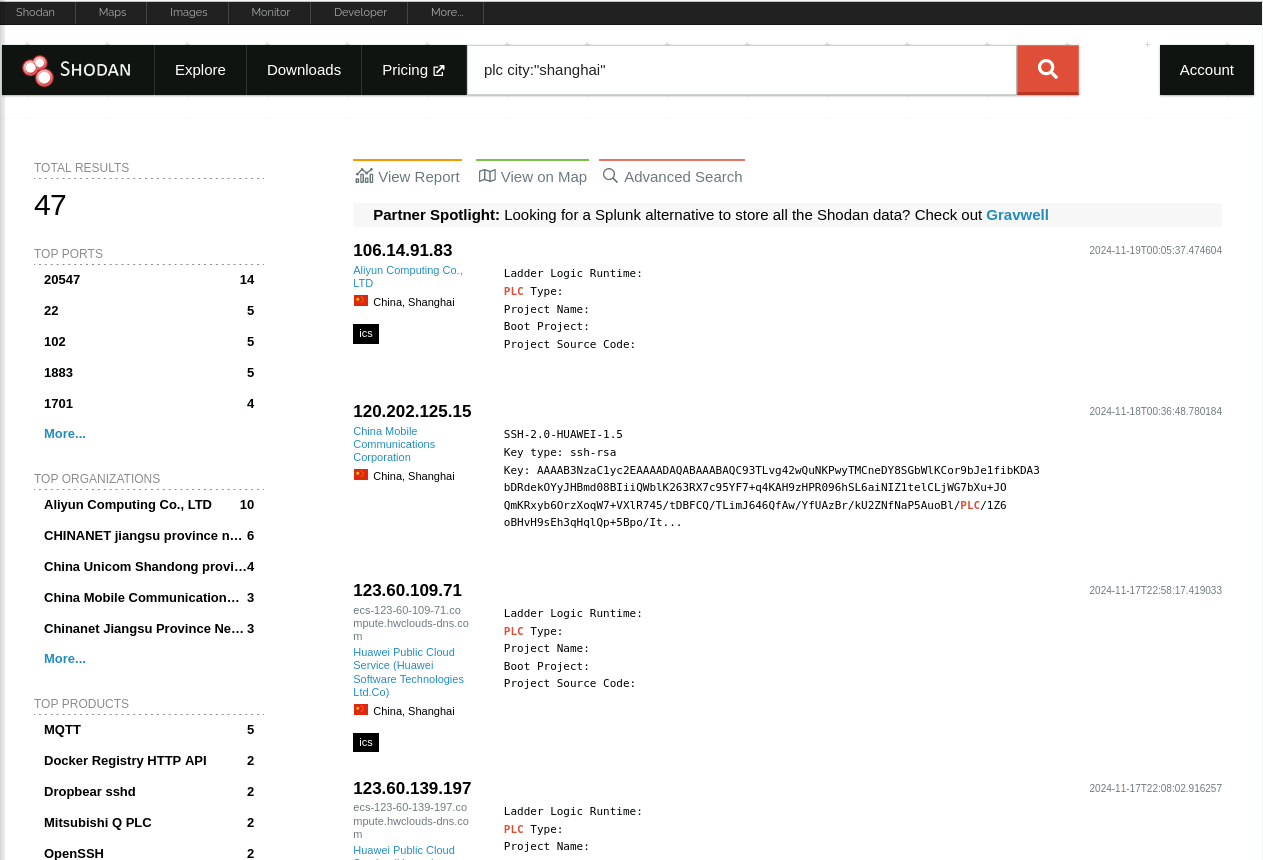 Shodan Maps Images Monitor Developer More...
SHODAN Explore Downloads Pricing plc city:"shanghai" Account
TOTAL RESULTS
47
TOP PORTS
20547 14
22 5
102 5
1883 5
1701 4
More...
TOP ORGANIZATIONS
Aliyun Computing Co., LTD 10
CHINANET jiangsu province n... 6
China Unicom Shandong provi... 4
China Mobile Communication... 3
Chinanet Jiangsu Province Ne... 3
More...
TOP PRODUCTS
MQTT 5
Docker Registry HTTP API 2
Dropbear sshd 2
Mitsubishi Q PLC 2
OpenSSH 2
View Report View on Map Advanced Search
Partner Spotlight: Looking for a Splunk alternative to store all the Shodan data? Check out Gravwell
106.14.91.83
2024-11-19T00:05:37.474604
Aliyun Computing Co.,
LTD
China, Shanghai
ics
Ladder Logic Runtime:
PLC Type:
Project Name:
Boot Project:
Project Source Code:
120.202.125.15
2024-11-18T00:36:48.780184
China Mobile
Communications
Corporation
China, Shanghai
SSH-2.0-HUAWEI-1.5
Key type: ssh-rsa
Key: AAAAB3NzaC1yc2EAAAADAQABAAABAQC93TLvg42wQuNKPwyTMCneDY8SGbWlKCor9bJe1fibKDA3
bDRdekOYyJHBmd08BIiiQWblK263RX7c95YF7+q4KAH9zHPR096hSL6aiNIZ1telCLjWG7bXu+JO
QmKRxyb6OrzXoqW7+VXlR745/tDBFCQ/TLimJ646QfAw/YfUAzBr/kU2ZNfNaP5AuoBl/PLC/1Z6
oBHvH9sEh3qHqlQp+5Bpo/It...
123.60.109.71
2024-11-17T22:58:17.419033
ecs-123-60-109-71.co
mpute.hwclouds-dns.co
m
Huawei Public Cloud
Service (Huawei
Software Technologies
Ltd.Co)
China, Shanghai
ics
Ladder Logic Runtime:
PLC Type:
Project Name:
Boot Project:
Project Source Code:
123.60.139.197
2024-11-17T22:08:02.916257
ecs-123-60-139-197.co
mpute.hwclouds-dns.co
m
Huawei Public Cloud
Ladder Logic Runtime:
PLC Type:
Project Name: